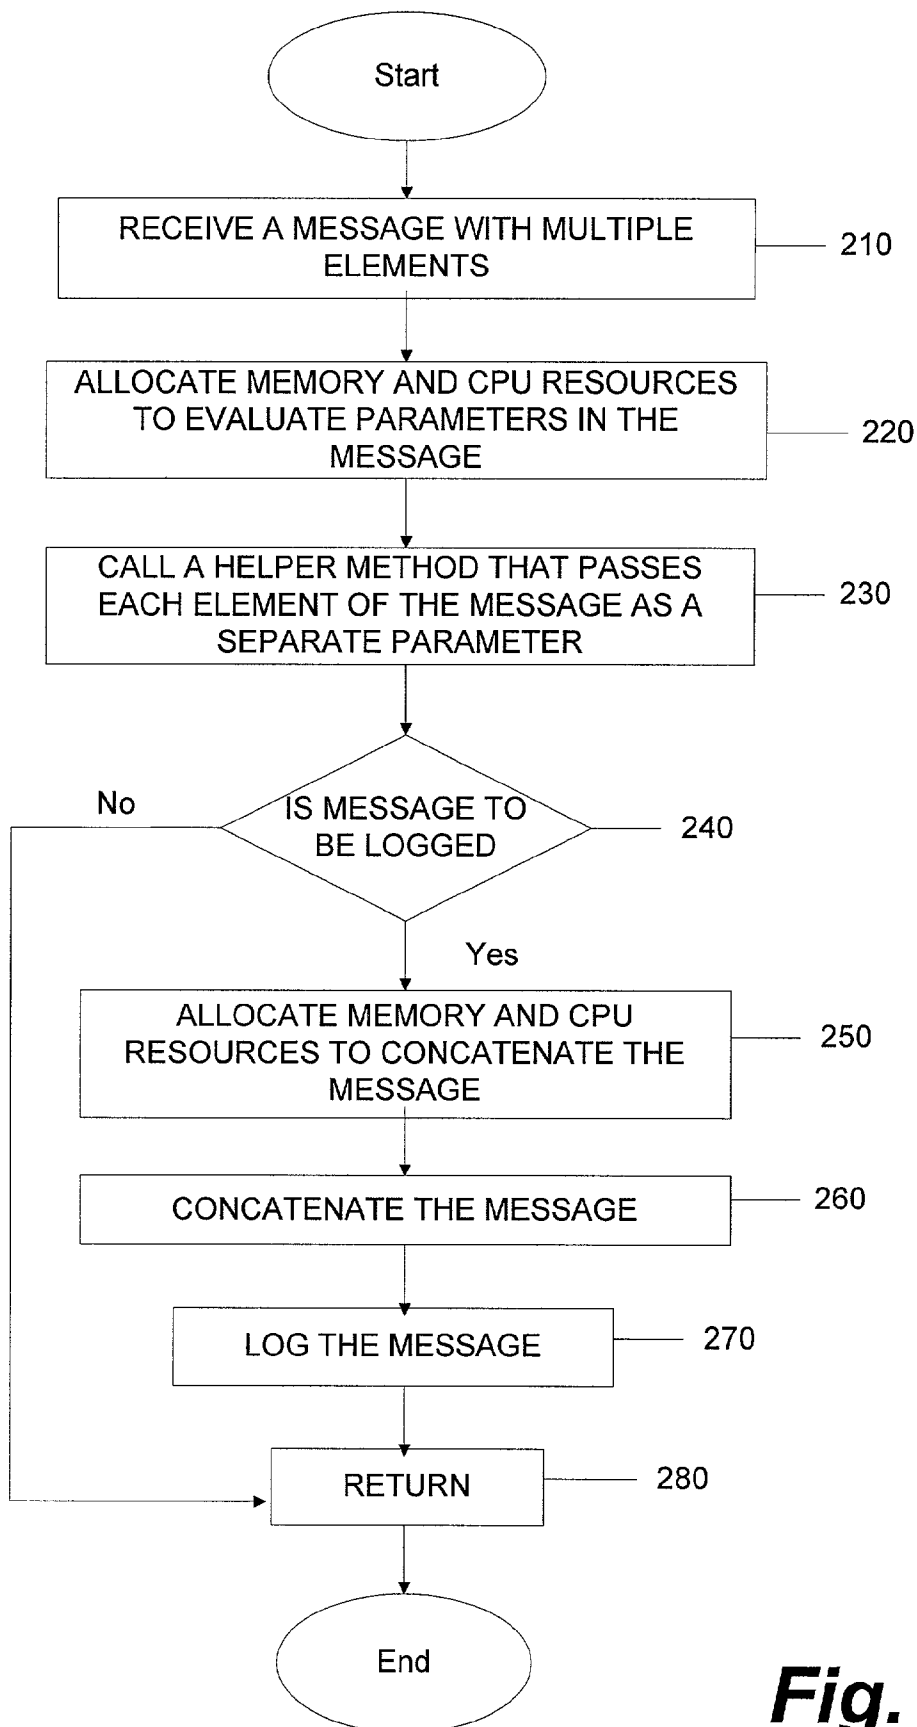 Start
RECEIVE A MESSAGE WITH MULTIPLE
ELEMENTS
210
ALLOCATE MEMORY AND CPU RESOURCES
TO EVALUATE PARAMETERS IN THE
MESSAGE
220
CALL A HELPER METHOD THAT PASSES
EACH ELEMENT OF THE MESSAGE AS A
SEPARATE PARAMETER
230
No
IS MESSAGE TO
BE LOGGED
240
Yes
ALLOCATE MEMORY AND CPU
RESOURCES TO CONCATENATE THE
MESSAGE
250
CONCATENATE THE MESSAGE
260
LOG THE MESSAGE
270
RETURN
280
End
Fig.